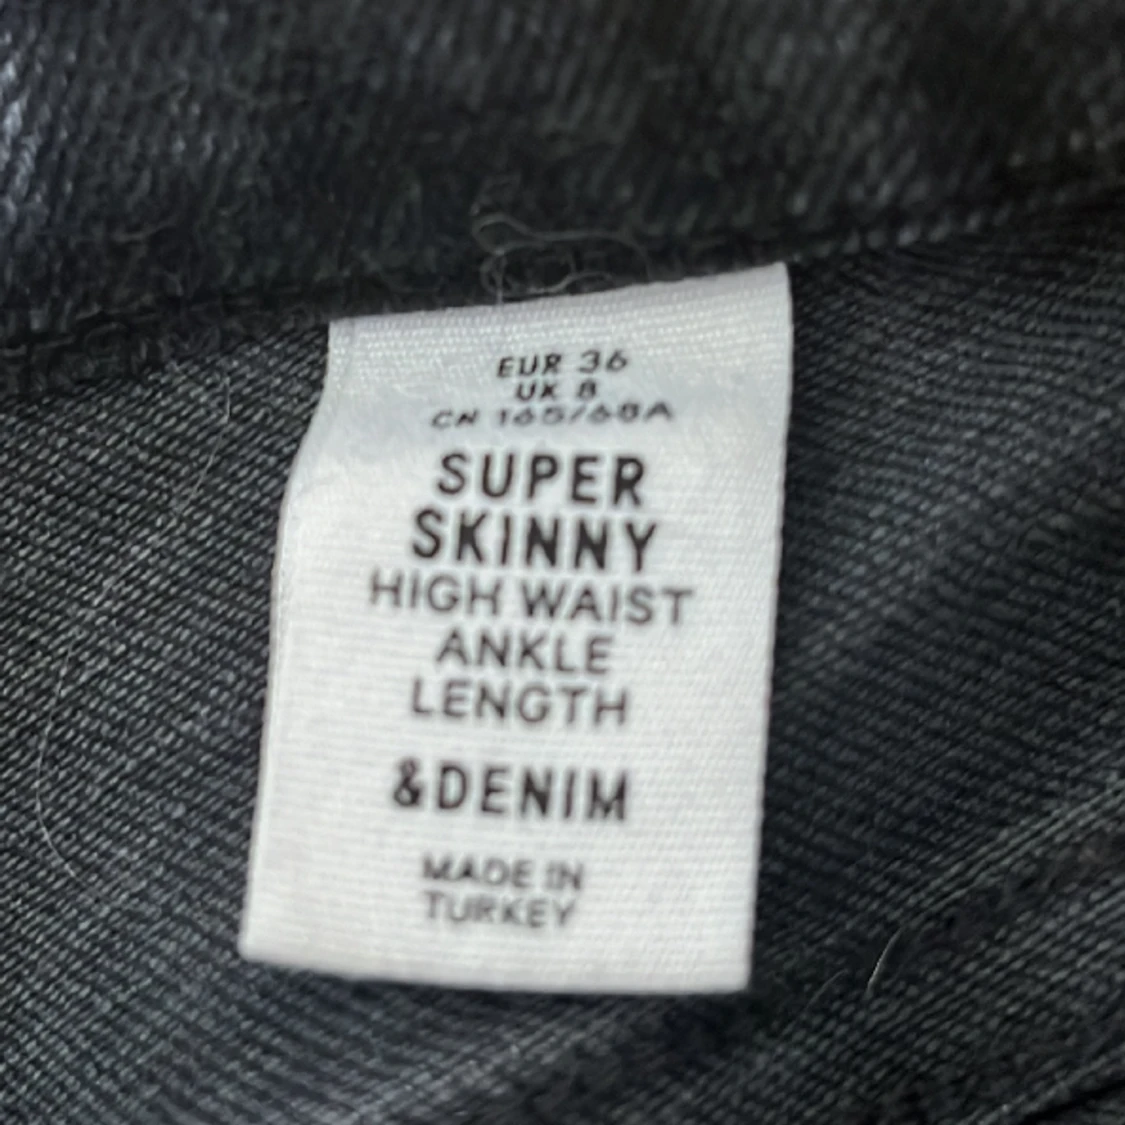 EUR 36
UK 8
CN 165/68A
SUPER
SKINNY
HIGH WAIST
ANKLE
LENGTH
&DENIM
MADE IN
TURKEY